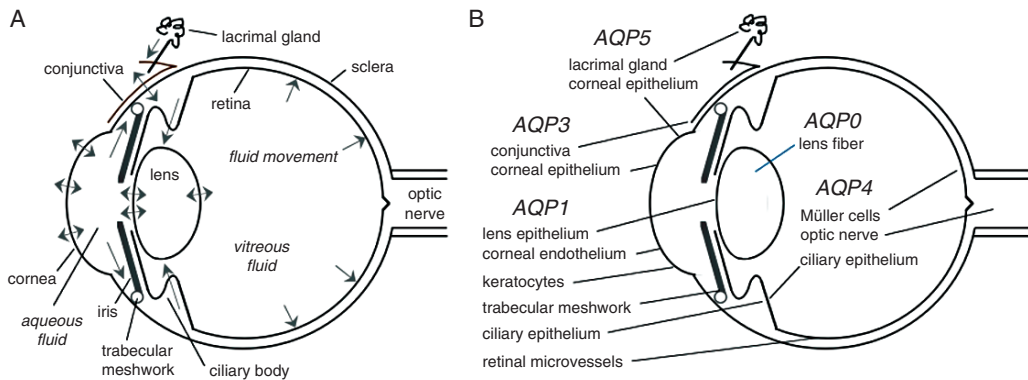 A
lacrimal gland
conjunctiva
sclera
retina
fluid movement
lens
optic
nerve
vitreous
fluid
cornea
iris
aqueous
fluid
trabecular
meshwork
ciliary body
B
AQP5
lacrimal gland
corneal epithelium
AQP3
conjunctiva
corneal epithelium
AQP0
lens fiber
AQP1
lens epithelium
corneal endothelium
keratocytes
trabecular meshwork
ciliary epithelium
retinal microvessels
AQP4
Müller cells
optic nerve
ciliary epithelium